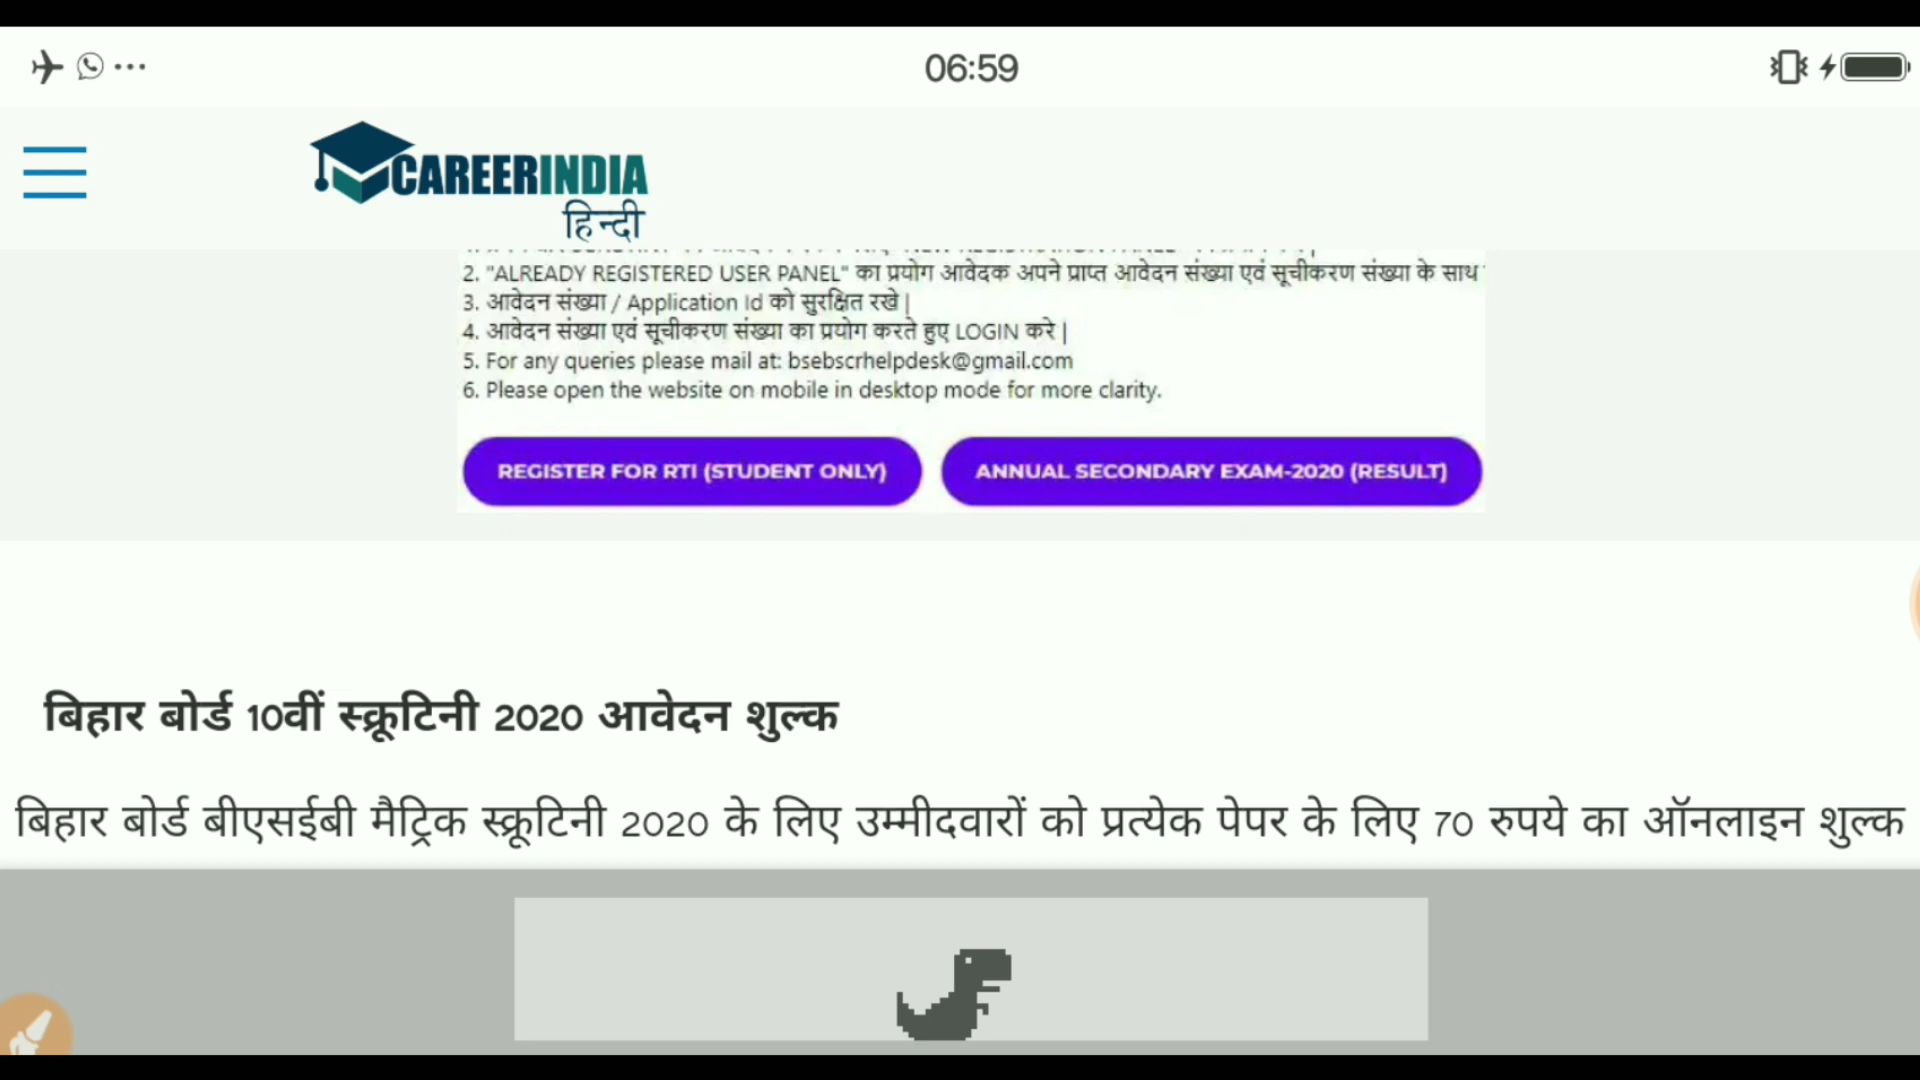 06:59
CAREERINDIA
हिन्दी
2. "ALREADY REGISTERED USER PANEL" का प्रयोग आवेदक अपने प्राप्त आवेदन संख्या एवं सूचीकरण संख्या के साथ
3. आवेदन संख्या / Application Id को सुरक्षित रखे |
4. आवेदन संख्या एवं सूचीकरण संख्या का प्रयोग करते हुए LOGIN करे |
5. For any queries please mail at: bsebscrhelpdesk@gmail.com
6. Please open the website on mobile in desktop mode for more clarity.
REGISTER FOR RTI (STUDENT ONLY) ANNUAL SECONDARY EXAM-2020 (RESULT)
बिहार बोर्ड 10वीं स्क्रूटिनी 2020 आवेदन शुल्क
बिहार बोर्ड बीएसईबी मैट्रिक स्क्रूटिनी 2020 के लिए उम्मीदवारों को प्रत्येक पेपर के लिए 70 रुपये का ऑनलाइन शुल्क